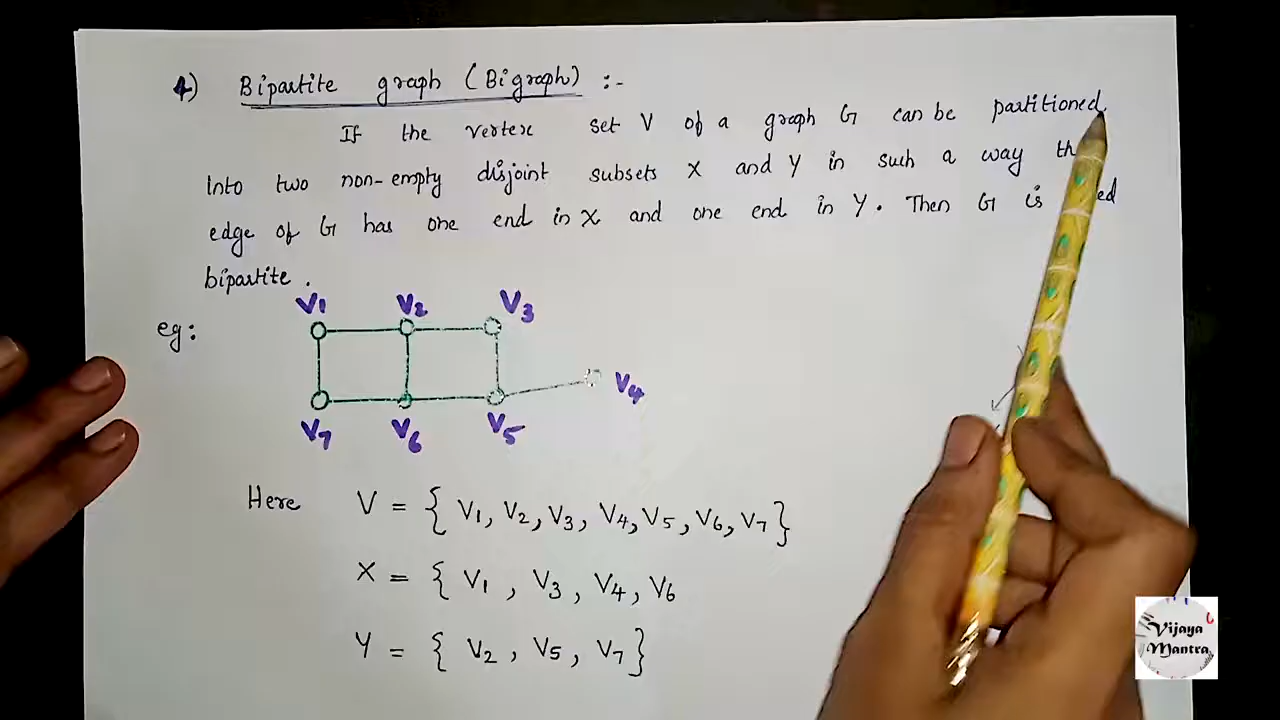 4) Bipartite graph (Bigraph) :-
If the vertex set V of a graph G can be partitioned
Into two non-empty disjoint subsets X and Y in such a way
edge of G has one end in X and one end in Y. Then G is
bipartite.
eg:
V1 V2 V3
V4
V7 V6 V5
Here V = { V1, V2, V3, V4, V5, V6, V7 }
X = { V1, V3, V4, V6
Y = { V2, V5, V7 }
Vijaya
Mantra